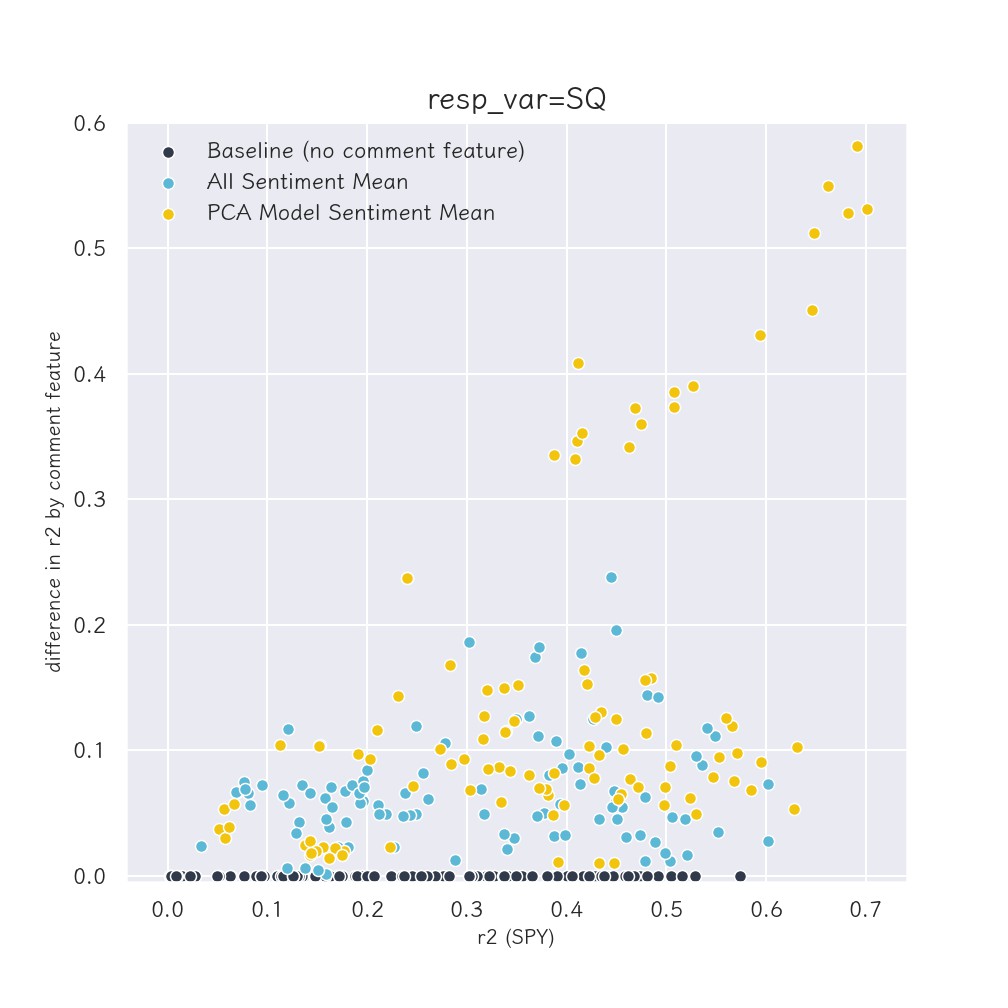 resp_var=SQ
0.6
Baseline (no comment feature)
All Sentiment Mean
PCA Model Sentiment Mean
0.5
0.4
0.3
0.2
0.1
0.0
difference in r2 by comment feature
0.0 0.1 0.2 0.3 0.4 0.5 0.6 0.7
r2 (SPY)